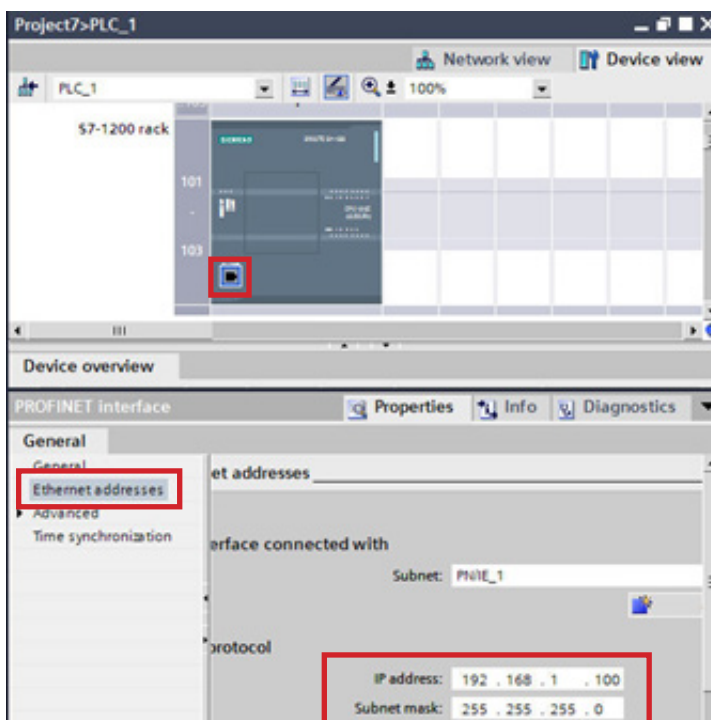 Project7>PLC_1
Network view Device view
PLC_1 100%
S7-1200 rack
SIEMENS
101
103
Device overview
PROFINET interface Properties Info Diagnostics
General
General
Ethernet addresses
Advanced
Time synchronization
et addresses
erface connected with
Subnet: PN/IE_1
protocol
IP address: 192 . 168 . 1 . 100
Subnet mask: 255 . 255 . 255 . 0